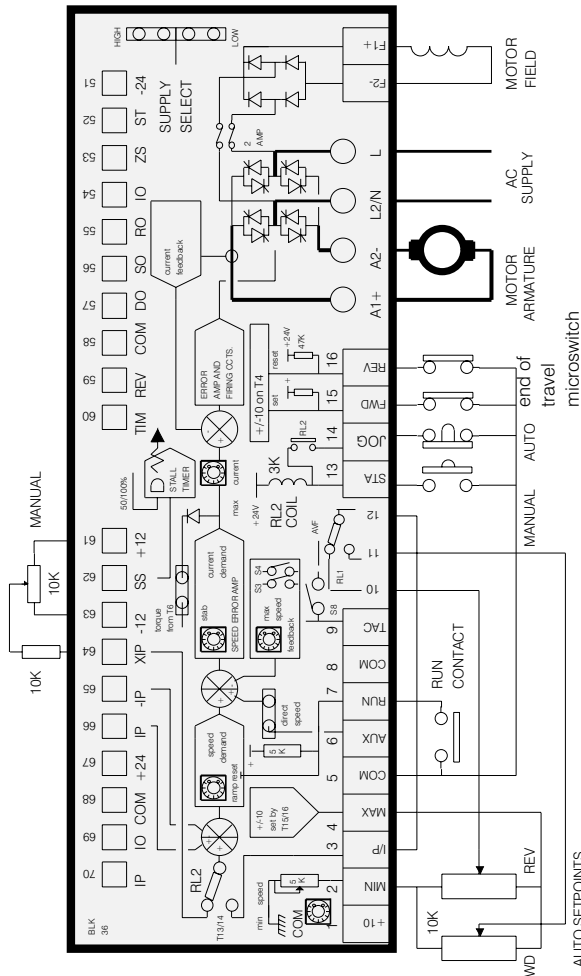 MANUAL
10K
10K
70 69 68 67 66 65 64 63 62 61 60 59 58 57 56 55 54 53 52 51
IP IO COM +24 IP -IP XIP -12 SS +12 TIM REV COM DO SO RO IO ZS ST -24
BLK
36
HIGH
LOW
SUPPLY
SELECT
50/100%
STALL
TIMER
torque
from T6
current
feedback
RL2
T13/14
speed
demand
ramp reset
current
demand
stab
SPEED ERROR AMP
max
current
ERROR
AMP AND
FIRING CCTS.
2
AMP
+/-10
set by
T15/16
5
K
direct
speed
max
speed
feedback
S3
S4
S8
AVF
RL1
+24V
RL2
COIL
3K
RL2
+/-10 on T4
set
reset
+24V
47K
min speed
5
K
COM
1 2 3 4 5 6 7 8 9 10 11 12 13 14 15 16
+10 MIN I/P MAX COM AUX RUN COM TAC STA JOG FWD REV
A1+ A2- L2/N L F2- F1+
10K
REV
RUN
CONTACT
MANUAL
AUTO
end of
travel
microswitch
MOTOR
ARMATURE
AC
SUPPLY
MOTOR
FIELD
AUTO SETPOINTS